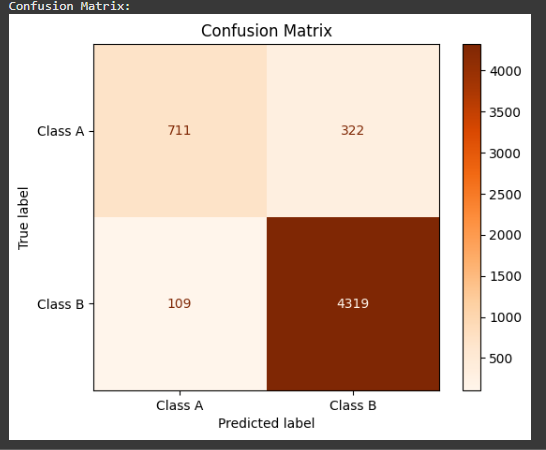 Confusion Matrix:
Confusion Matrix
Class A
711
322
4000
3500
3000
2500
2000
1500
1000
500
True label
Class B
109
4319
Class A
Class B
Predicted label